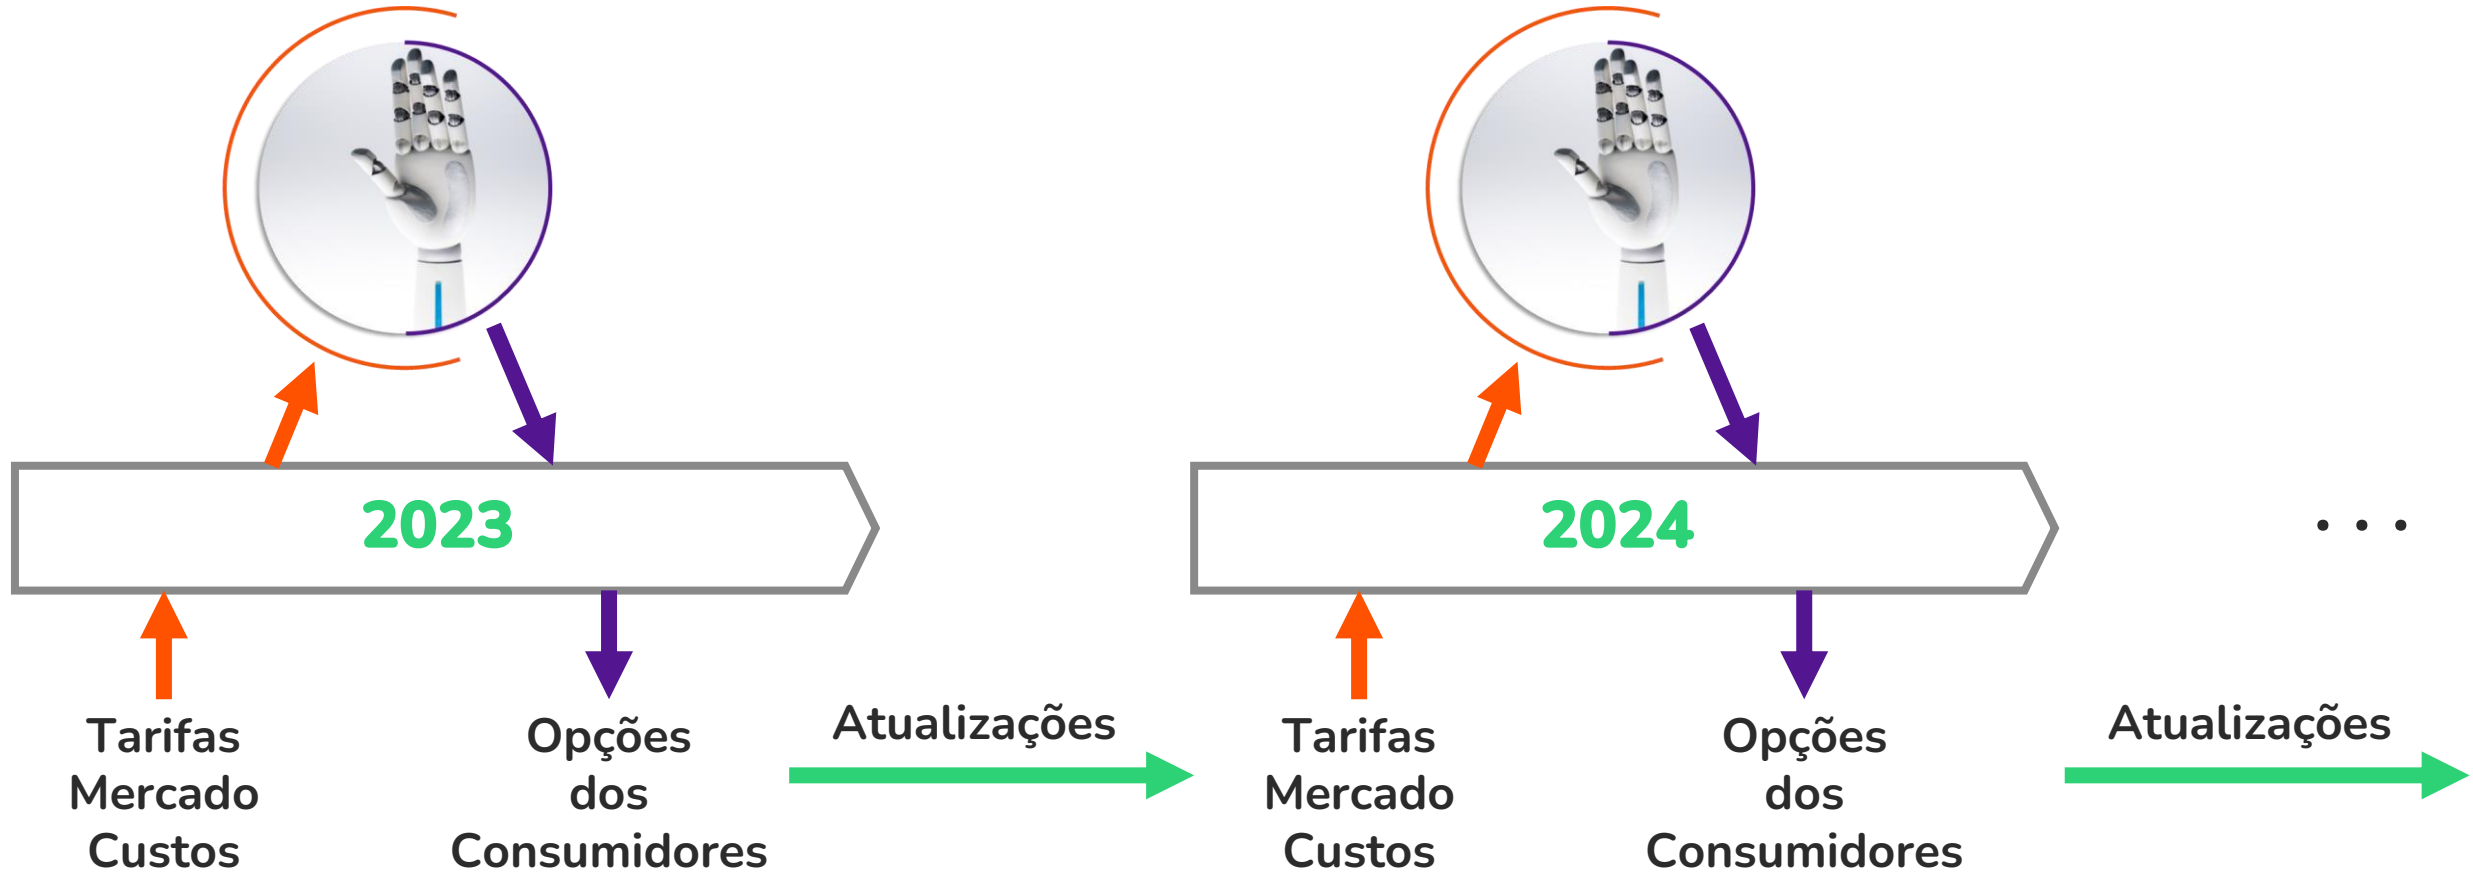 2023
2024
. . .
Tarifas
Mercado
Custos
Opções
dos
Consumidores
Atualizações
Tarifas
Mercado
Custos
Opções
dos
Consumidores
Atualizações